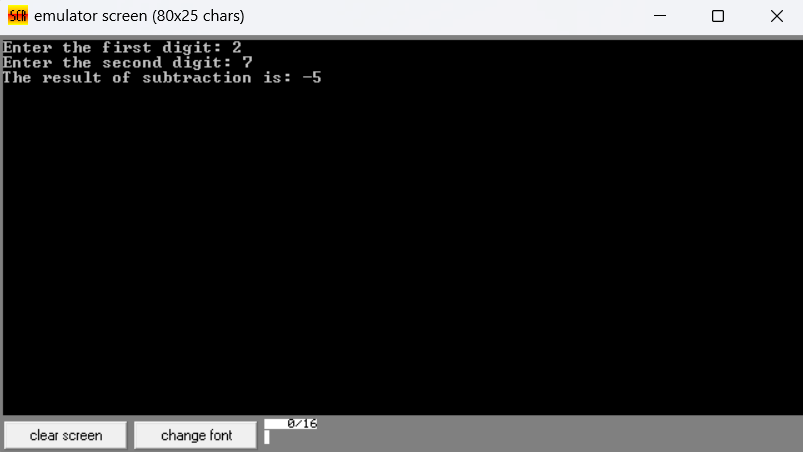 SCR emulator screen (80x25 chars)
Enter the first digit: 2
Enter the second digit: 7
The result of subtraction is: -5
clear screen change font 0/16